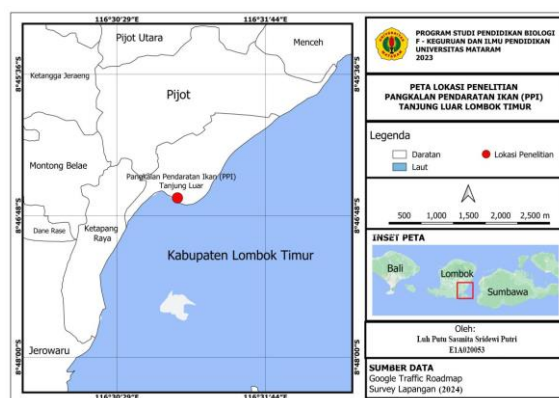 116°30'29"E
116°31'44"E
Pijot Utara
Menceh
8°45'36"S
8°45'36"S
Ketangga Jeraeng
Pijot
Montong Belae
Pangkalan Pendaratan Ikan (PPI)
Tanjung Luar
8°46'48"S
8°46'48"S
Dane Rase
Ketapang
Raya
Kabupaten Lombok Timur
Jerowaru
8°48'00"S
8°48'00"S
116°30'29"E
116°31'44"E
PROGRAM STUDI PENDIDIKAN BIOLOGI
F - KEGURUAN DAN ILMU PENDIDIKAN
UNIVERSITAS MATARAM
2023
PETA LOKASI PENELITIAN
PANGKALAN PENDARATAN IKAN (PPI)
TANJUNG LUAR LOMBOK TIMUR
Legenda
Daratan
Lokasi Penelitian
Laut
500 1,000 1,500 2,000 2,500 m
INSET PETA
Bali
Lombok
Sumbawa
Oleh:
Luh Putu Sasmita Sridewi Putri
E1A020053
SUMBER DATA
Google Traffic Roadmap
Survey Lapangan (2024)